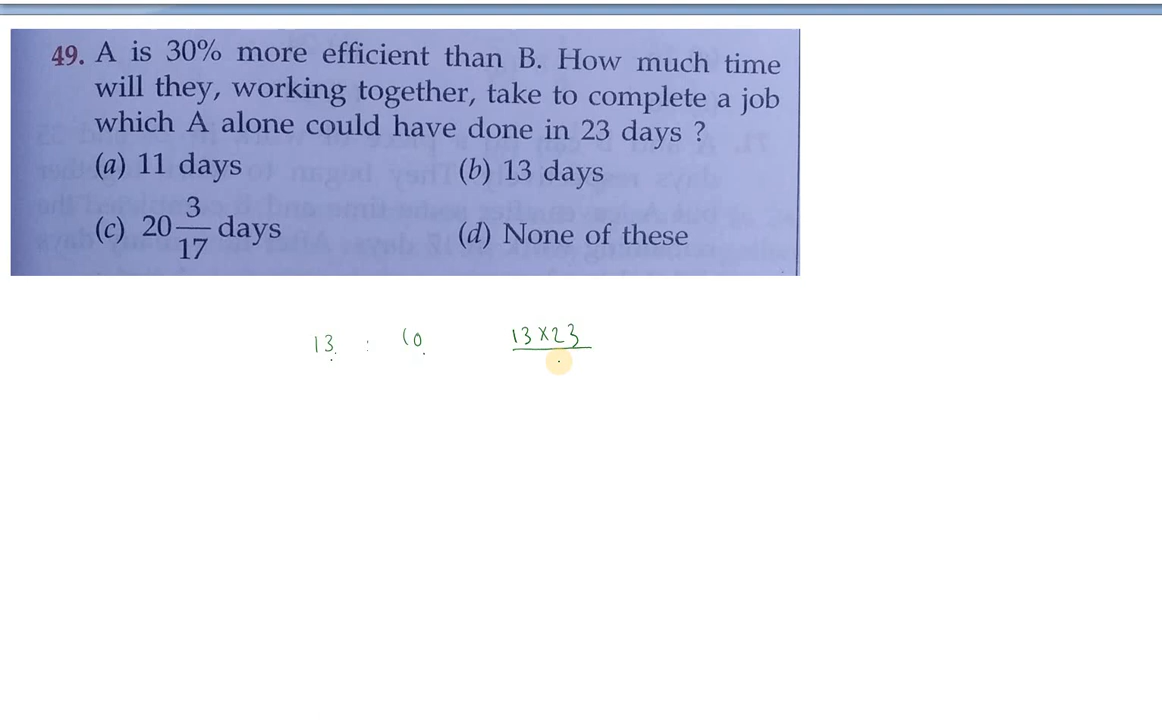 49. A is 30% more efficient than B. How much time
will they, working together, take to complete a job
which A alone could have done in 23 days ?
(a) 11 days (b) 13 days
(c) 20 3/17 days (d) None of these
13 : 10 13×23